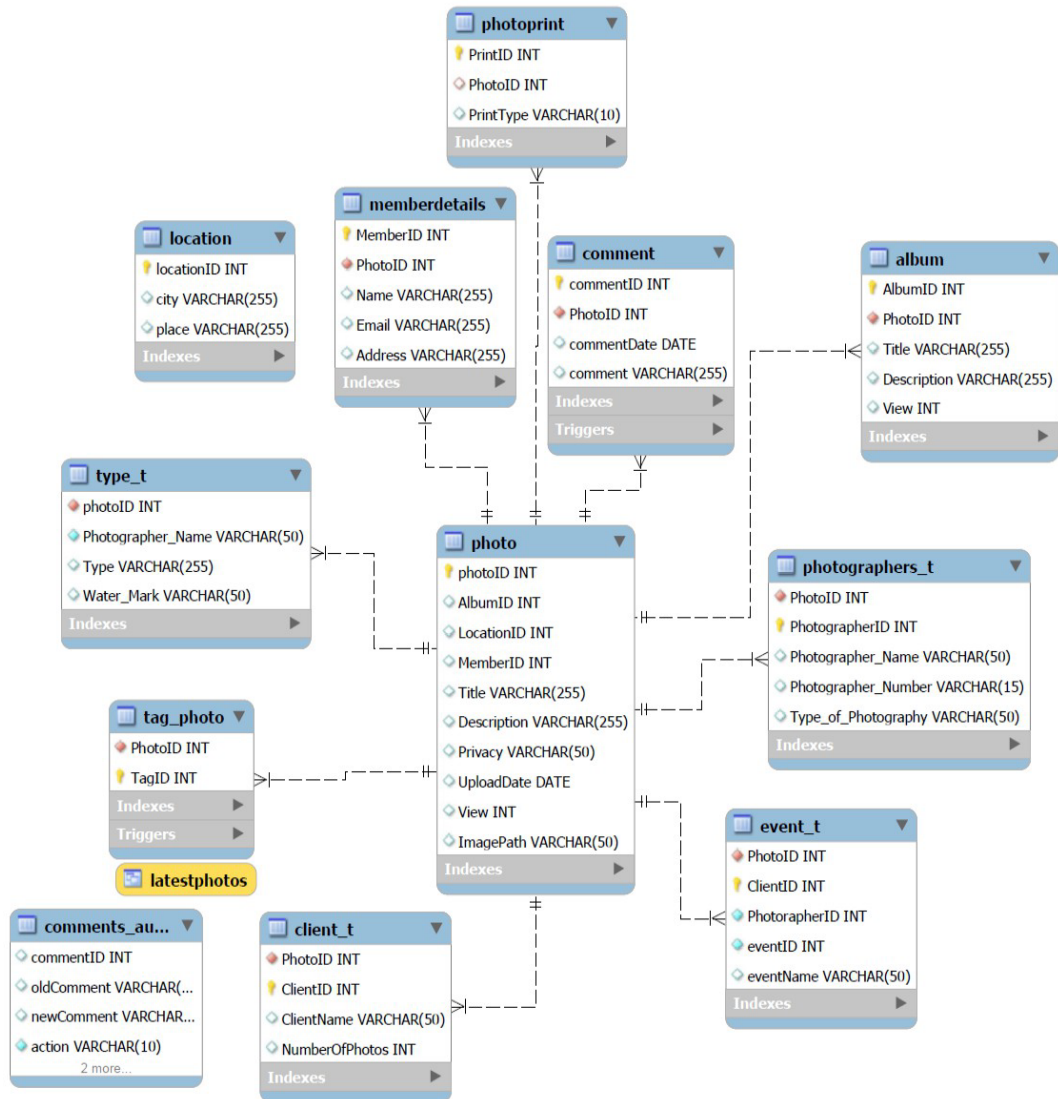 photoprint
PrintID INT
PhotoID INT
PrintType VARCHAR(10)
Indexes
memberdetails
MemberID INT
PhotoID INT
Name VARCHAR(255)
Email VARCHAR(255)
Address VARCHAR(255)
Indexes
location
locationID INT
city VARCHAR(255)
place VARCHAR(255)
Indexes
comment
commentID INT
PhotoID INT
commentDate DATE
comment VARCHAR(255)
Indexes
Triggers
album
AlbumID INT
PhotoID INT
Title VARCHAR(255)
Description VARCHAR(255)
View INT
Indexes
type_t
photoID INT
Photographer_Name VARCHAR(50)
Type VARCHAR(255)
Water_Mark VARCHAR(50)
Indexes
photo
photoID INT
AlbumID INT
LocationID INT
MemberID INT
Title VARCHAR(255)
Description VARCHAR(255)
Privacy VARCHAR(50)
UploadDate DATE
View INT
ImagePath VARCHAR(50)
Indexes
photographers_t
PhotoID INT
PhotographerID INT
Photographer_Name VARCHAR(50)
Photographer_Number VARCHAR(15)
Type_of_Photography VARCHAR(50)
Indexes
tag_photo
PhotoID INT
TagID INT
Indexes
Triggers
latestphotos
event_t
PhotoID INT
ClientID INT
PhotorapherID INT
eventID INT
eventName VARCHAR(50)
Indexes
comments_au...
commentID INT
oldComment VARCHAR(...
newComment VARCHAR...
action VARCHAR(10)
2 more...
client_t
PhotoID INT
ClientID INT
ClientName VARCHAR(50)
NumberOfPhotos INT
Indexes